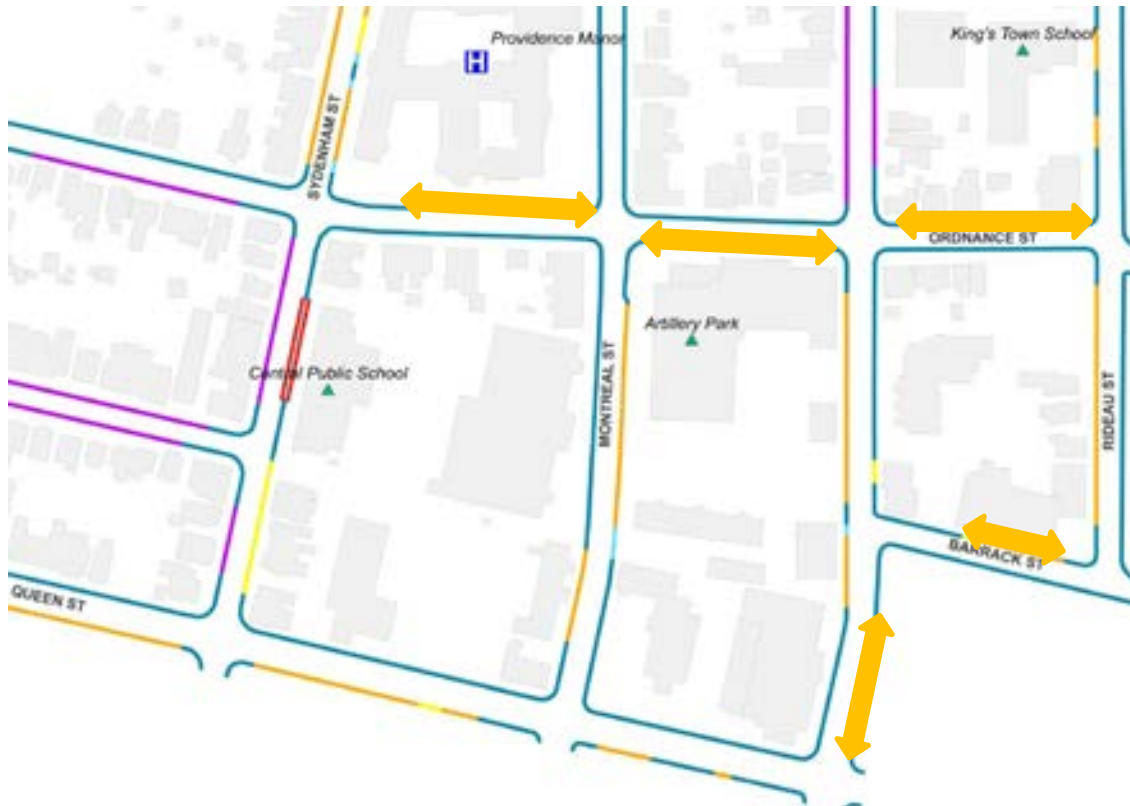 Providence Manor
H
King's Town School
SYDENHAM ST
ORDNANCE ST
Artillery Park
Central Public School
MONTREAL ST
RIDEAU ST
BARRACK ST
QUEEN ST